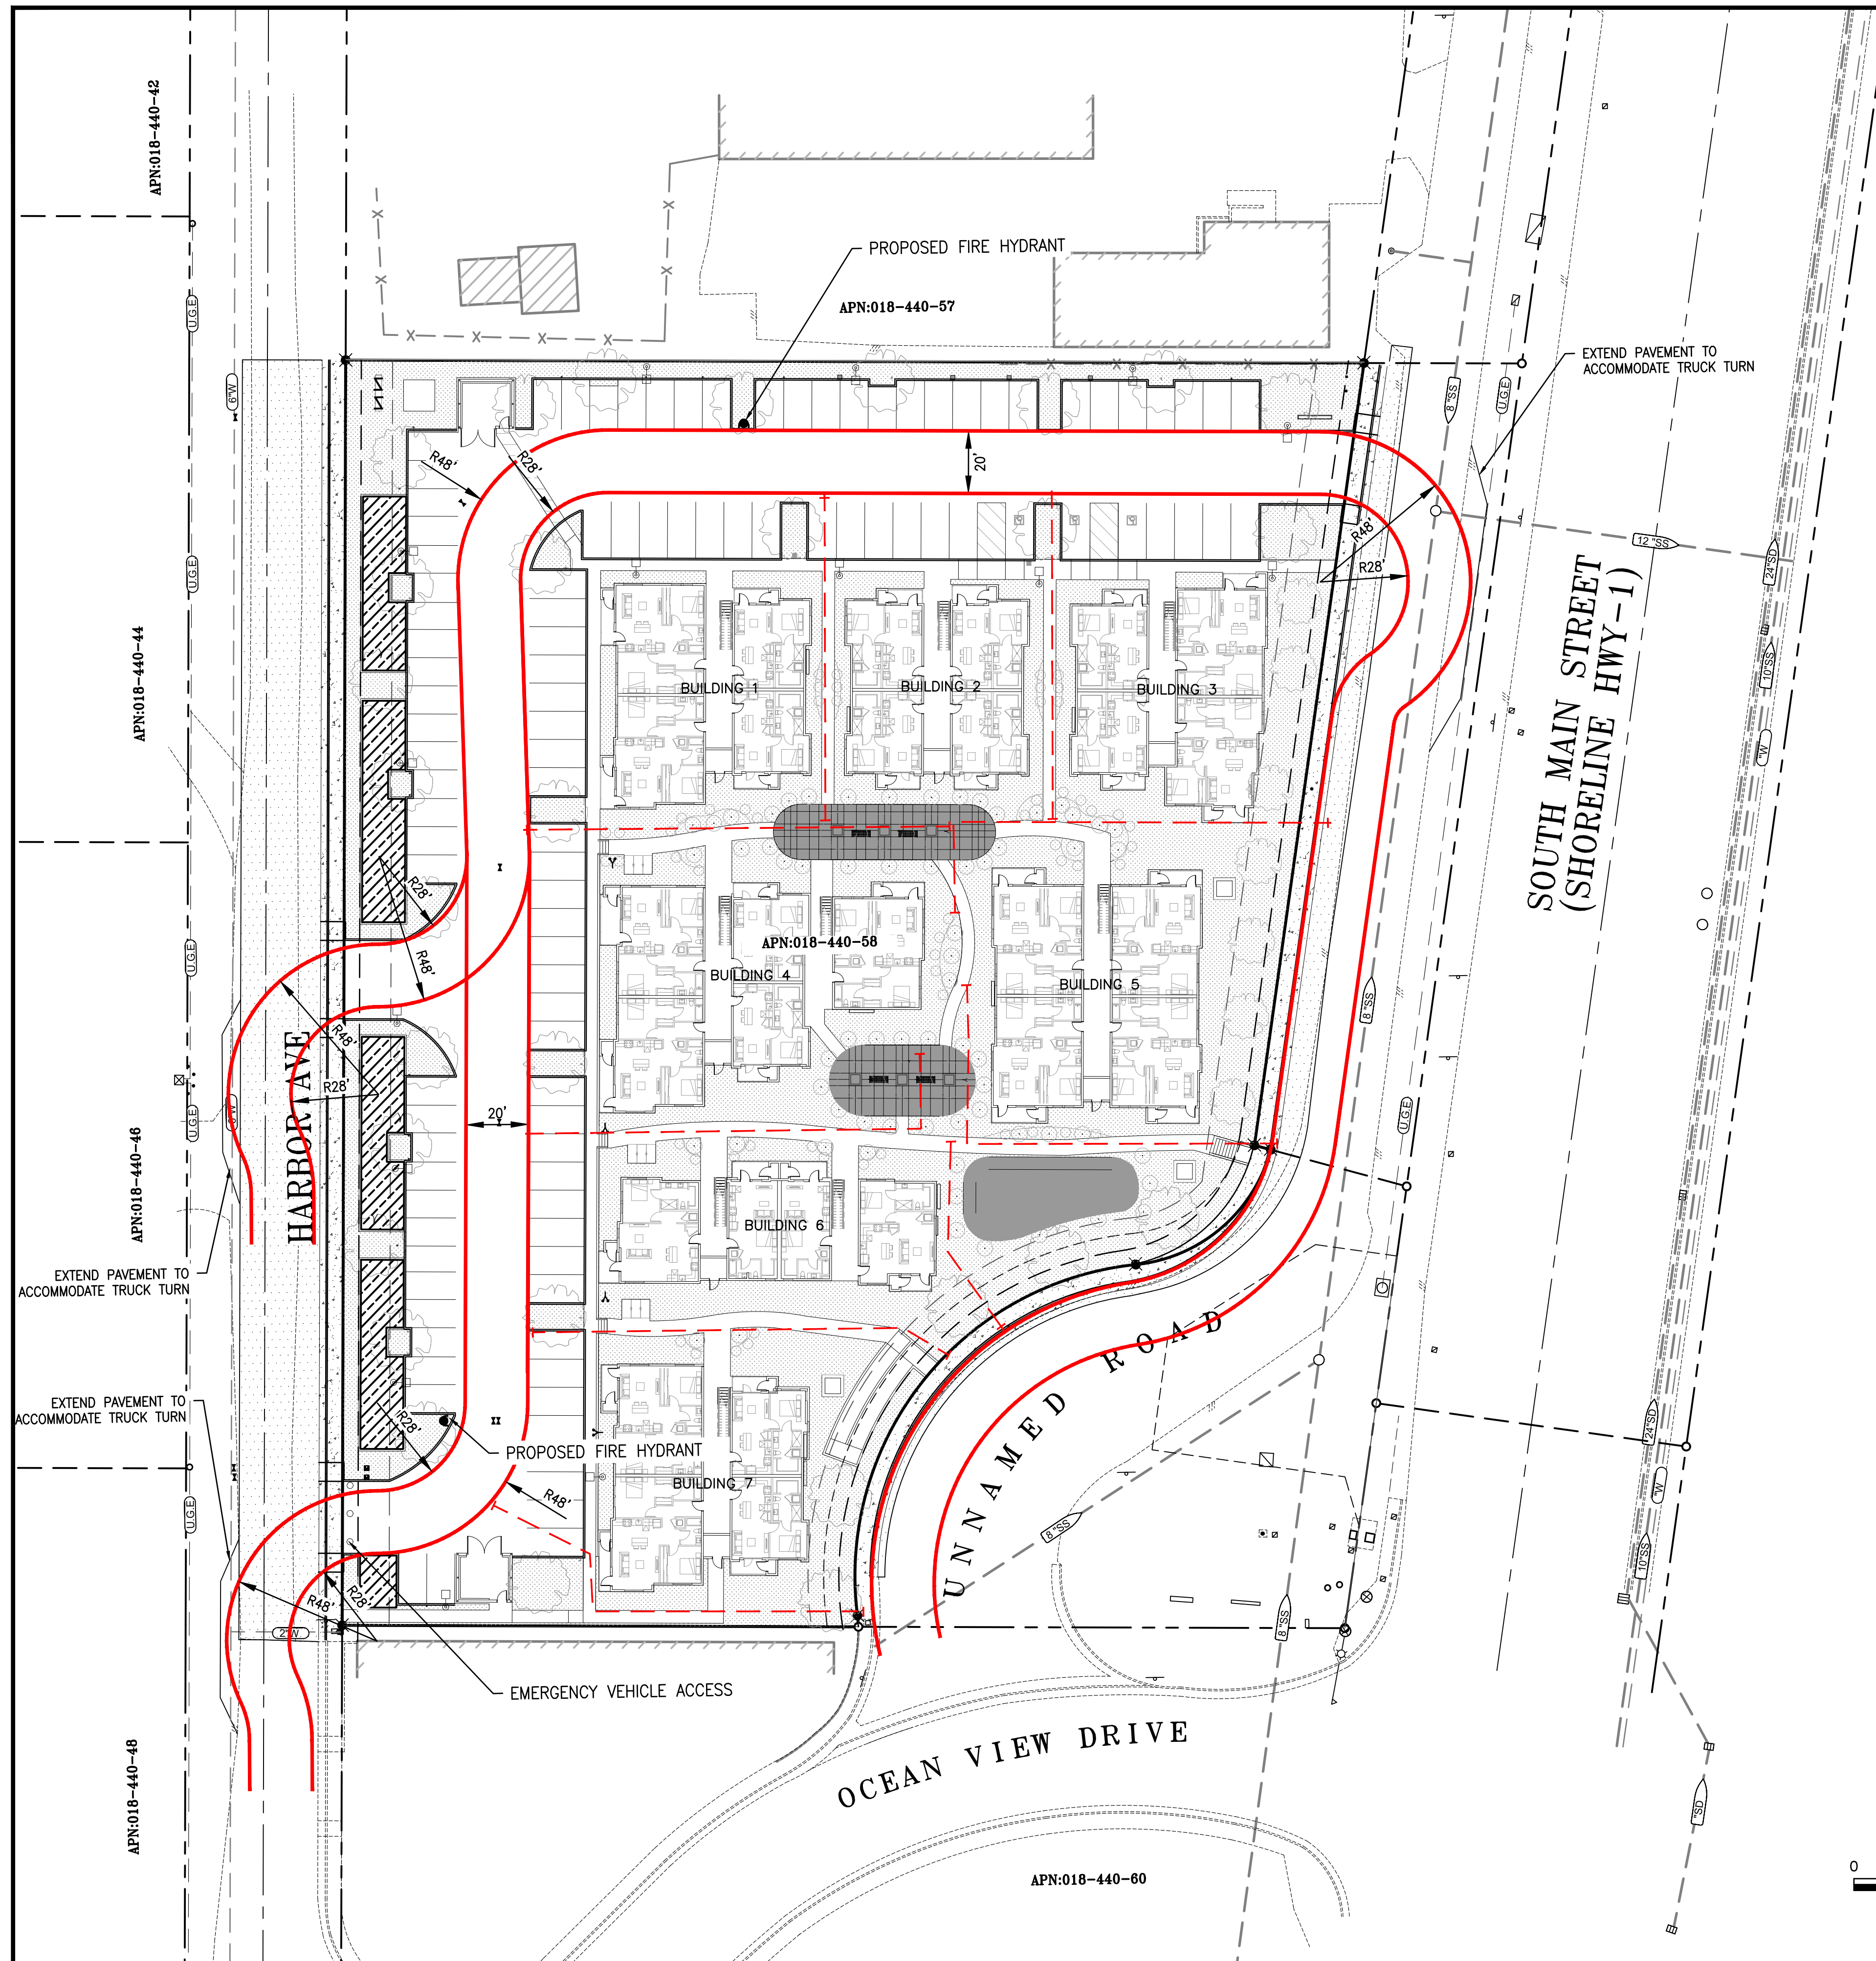 APN:018-440-42
PROPOSED FIRE HYDRANT
APN:018-440-57
U.G.E
6"W
8 "SS
U.G.E
EXTEND PAVEMENT TO
ACCOMMODATE TRUCK TURN
R48'
R28'
20'
R48'
R28'
12 "SS
24"SD
10"SS
"W
U.G.E
SOUTH MAIN STREET
(SHORELINE HWY-1)
APN:018-440-44
BUILDING 1
BUILDING 2
BUILDING 3
R28'
R48'
APN:018-440-58
BUILDING 4
BUILDING 5
U.G.E
8 "SS
R48'
R28'
HARBOR AVE
6"W
U.G.E
20'
U.G.E
APN:018-440-46
BUILDING 6
EXTEND PAVEMENT TO
ACCOMMODATE TRUCK TURN
UNNAMED ROAD
EXTEND PAVEMENT TO
ACCOMMODATE TRUCK TURN
R28'
PROPOSED FIRE HYDRANT
BUILDING 7
R48'
24"SD
"W
U.G.E
8 "SS
10"SS
R28'
R48'
2"W
8 "SS
EMERGENCY VEHICLE ACCESS
OCEAN VIEW DRIVE
APN:018-440-48
"SD
APN:018-440-60
0